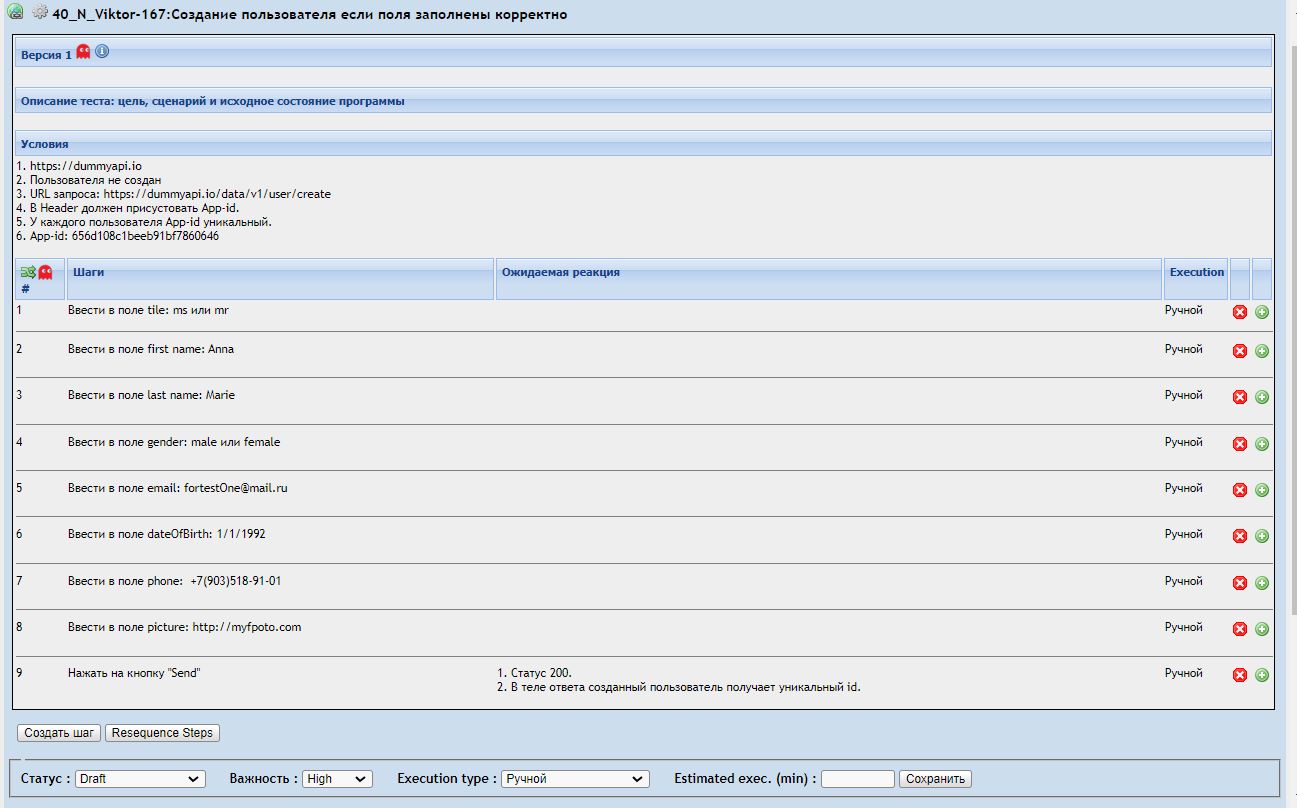 40_N_Viktor-167:Создание пользователя если поля заполнены корректно
Версия 1
Описание теста: цель, сценарий и исходное состояние программы
Условия
1. https://dummyapi.io
2. Пользователя не создан
3. URL запроса: https://dummyapi.io/data/v1/user/create
4. В Header должен присустовать App-id.
5. У каждого пользователя App-id уникальный.
6. App-id: 656d108c1beeb91bf7860646
# Шаги Ожидаемая реакция Execution
1 Ввести в поле tile: ms или mr Ручной
2 Ввести в поле first name: Anna Ручной
3 Ввести в поле last name: Marie Ручной
4 Ввести в поле gender: male или female Ручной
5 Ввести в поле email: fortestOne@mail.ru Ручной
6 Ввести в поле dateOfBirth: 1/1/1992 Ручной
7 Ввести в поле phone: +7(903)518-91-01 Ручной
8 Ввести в поле picture: http://myfpoto.com Ручной
9 Нажать на кнопку "Send" 1. Статус 200. Ручной
2. В теле ответа созданный пользователь получает уникальный id.
Создать шаг Resequence Steps
Статус : Draft Важность : High Execution type : Ручной Estimated exec. (min) : Сохранить